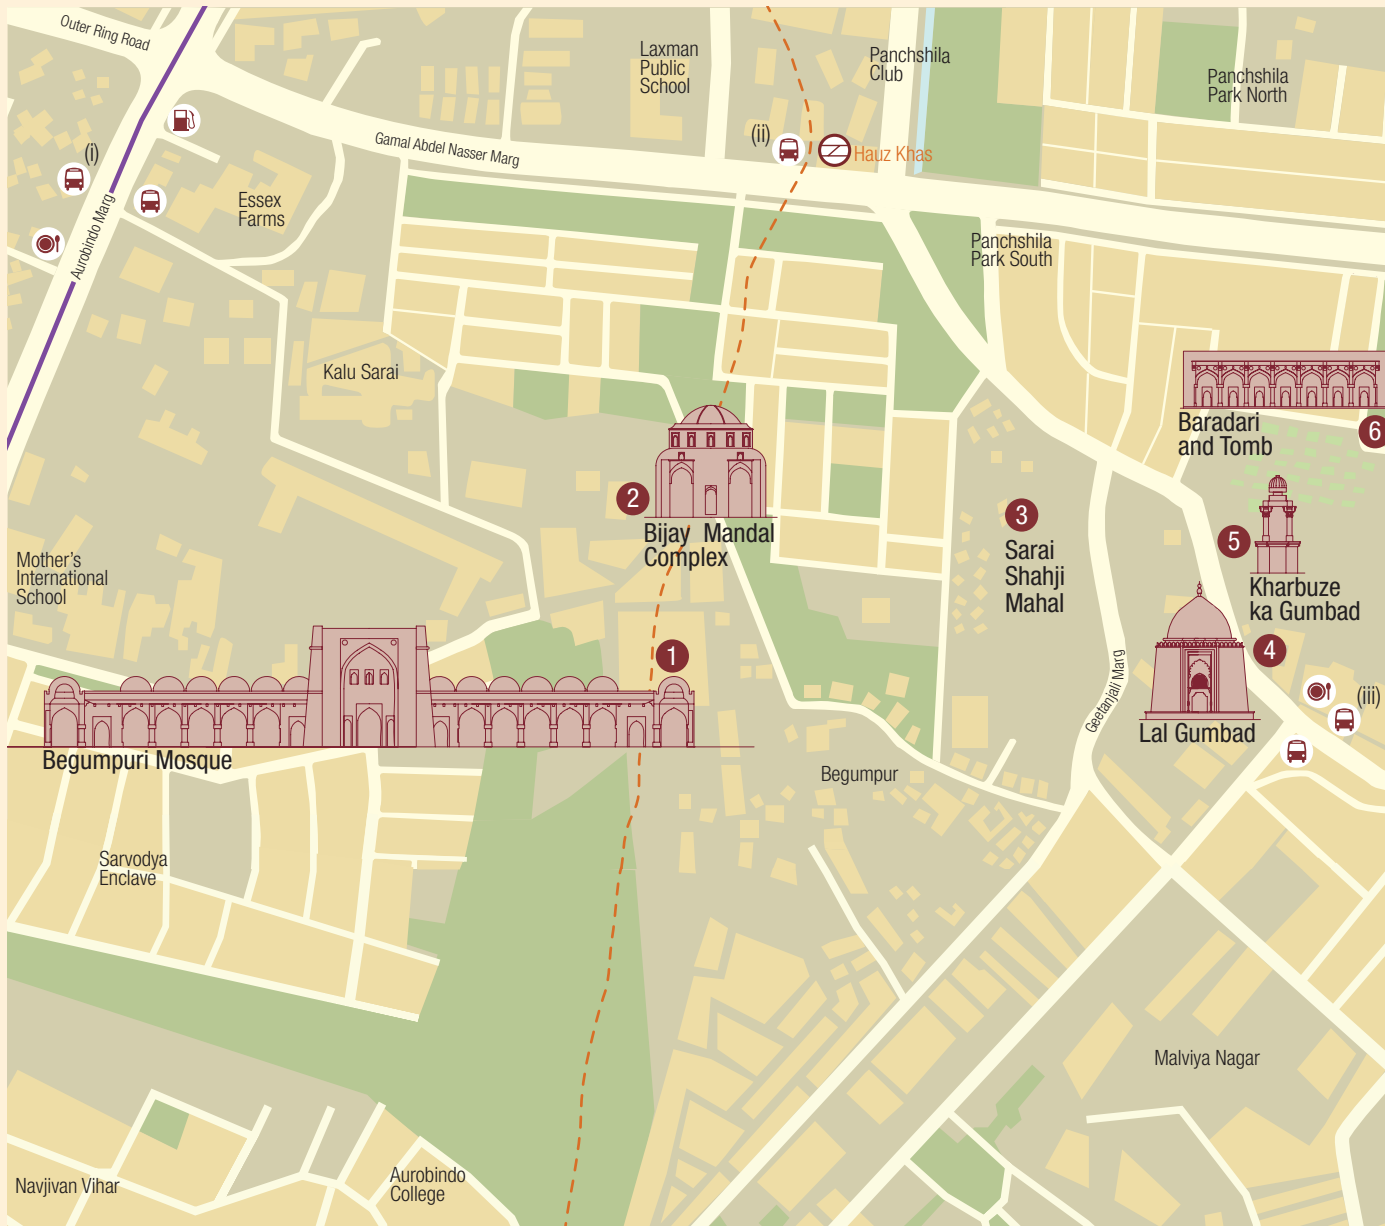 Outer Ring Road
Laxman
Public
School
Panchshila
Club
Panchshila
Park North
(i)
(ii)
Hauz Khas
Gamal Abdel Nasser Marg
Essex
Farms
Aurobindo Marg
Panchshila
Park South
Kalu Sarai
Baradari
and Tomb
6
2
Bijay Mandal
Complex
3
Sarai
Shahji
Mahal
5
Kharbuze
ka Gumbad
Mother's
International
School
1
4
Geetanjali Marg
(iii)
Lal Gumbad
Begumpuri Mosque
Begumpur
Sarvodya
Enclave
Malviya Nagar
Navjivan Vihar
Aurobindo
College